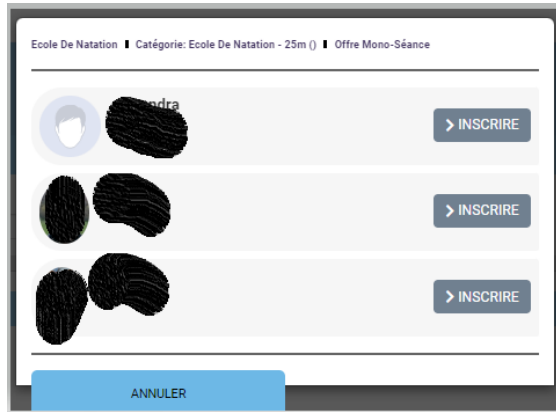 Ecole De Natation Catégorie: Ecole De Natation - 25m () Offre Mono-Séance
INSCRIRE
INSCRIRE
INSCRIRE
ANNULER